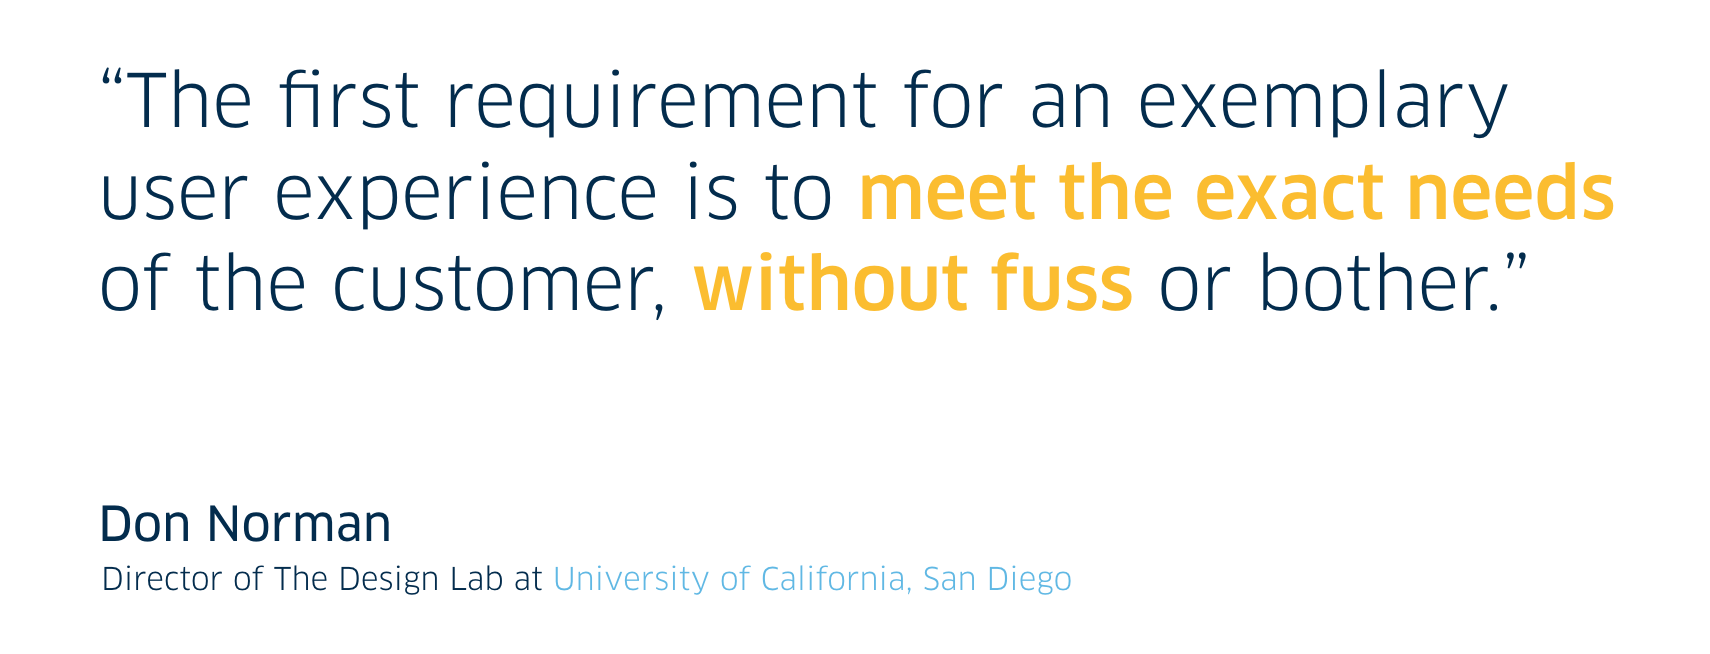 “The first requirement for an exemplary
user experience is to meet the exact needs
of the customer, without fuss or bother.”
Don Norman
Director of The Design Lab at University of California, San Diego